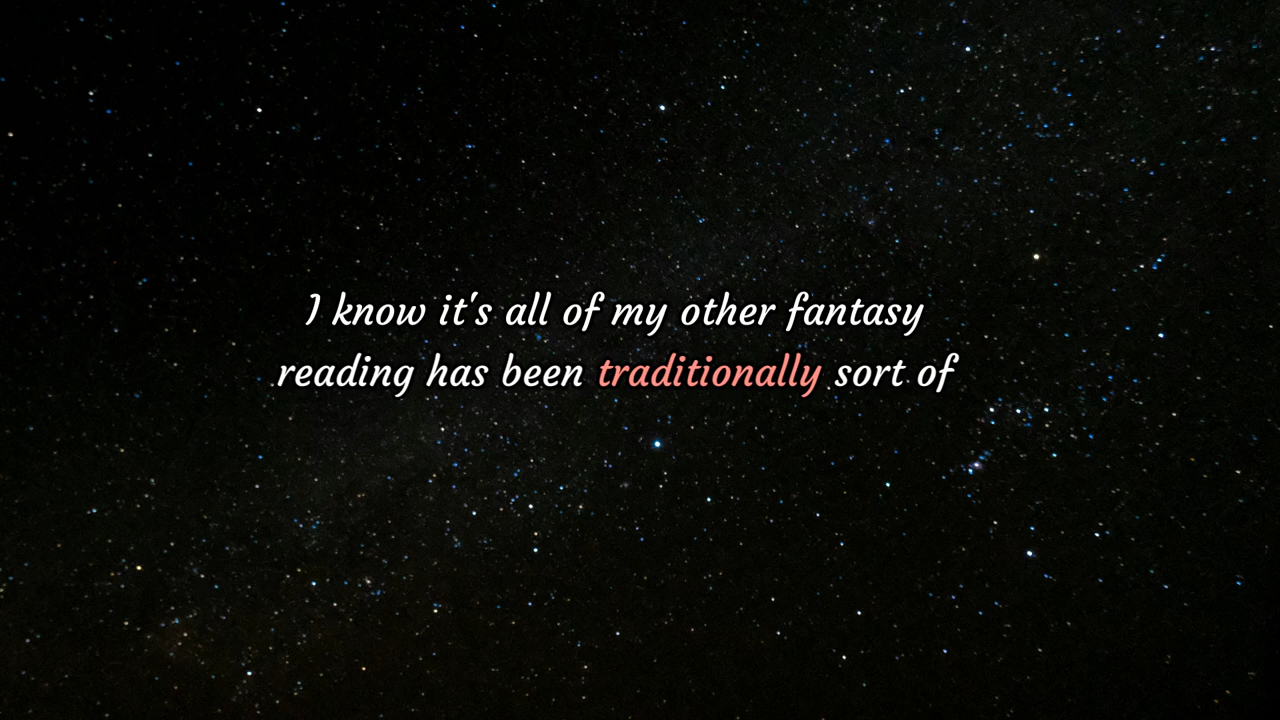 I know it's all of my other fantasy
reading has been traditionally sort of